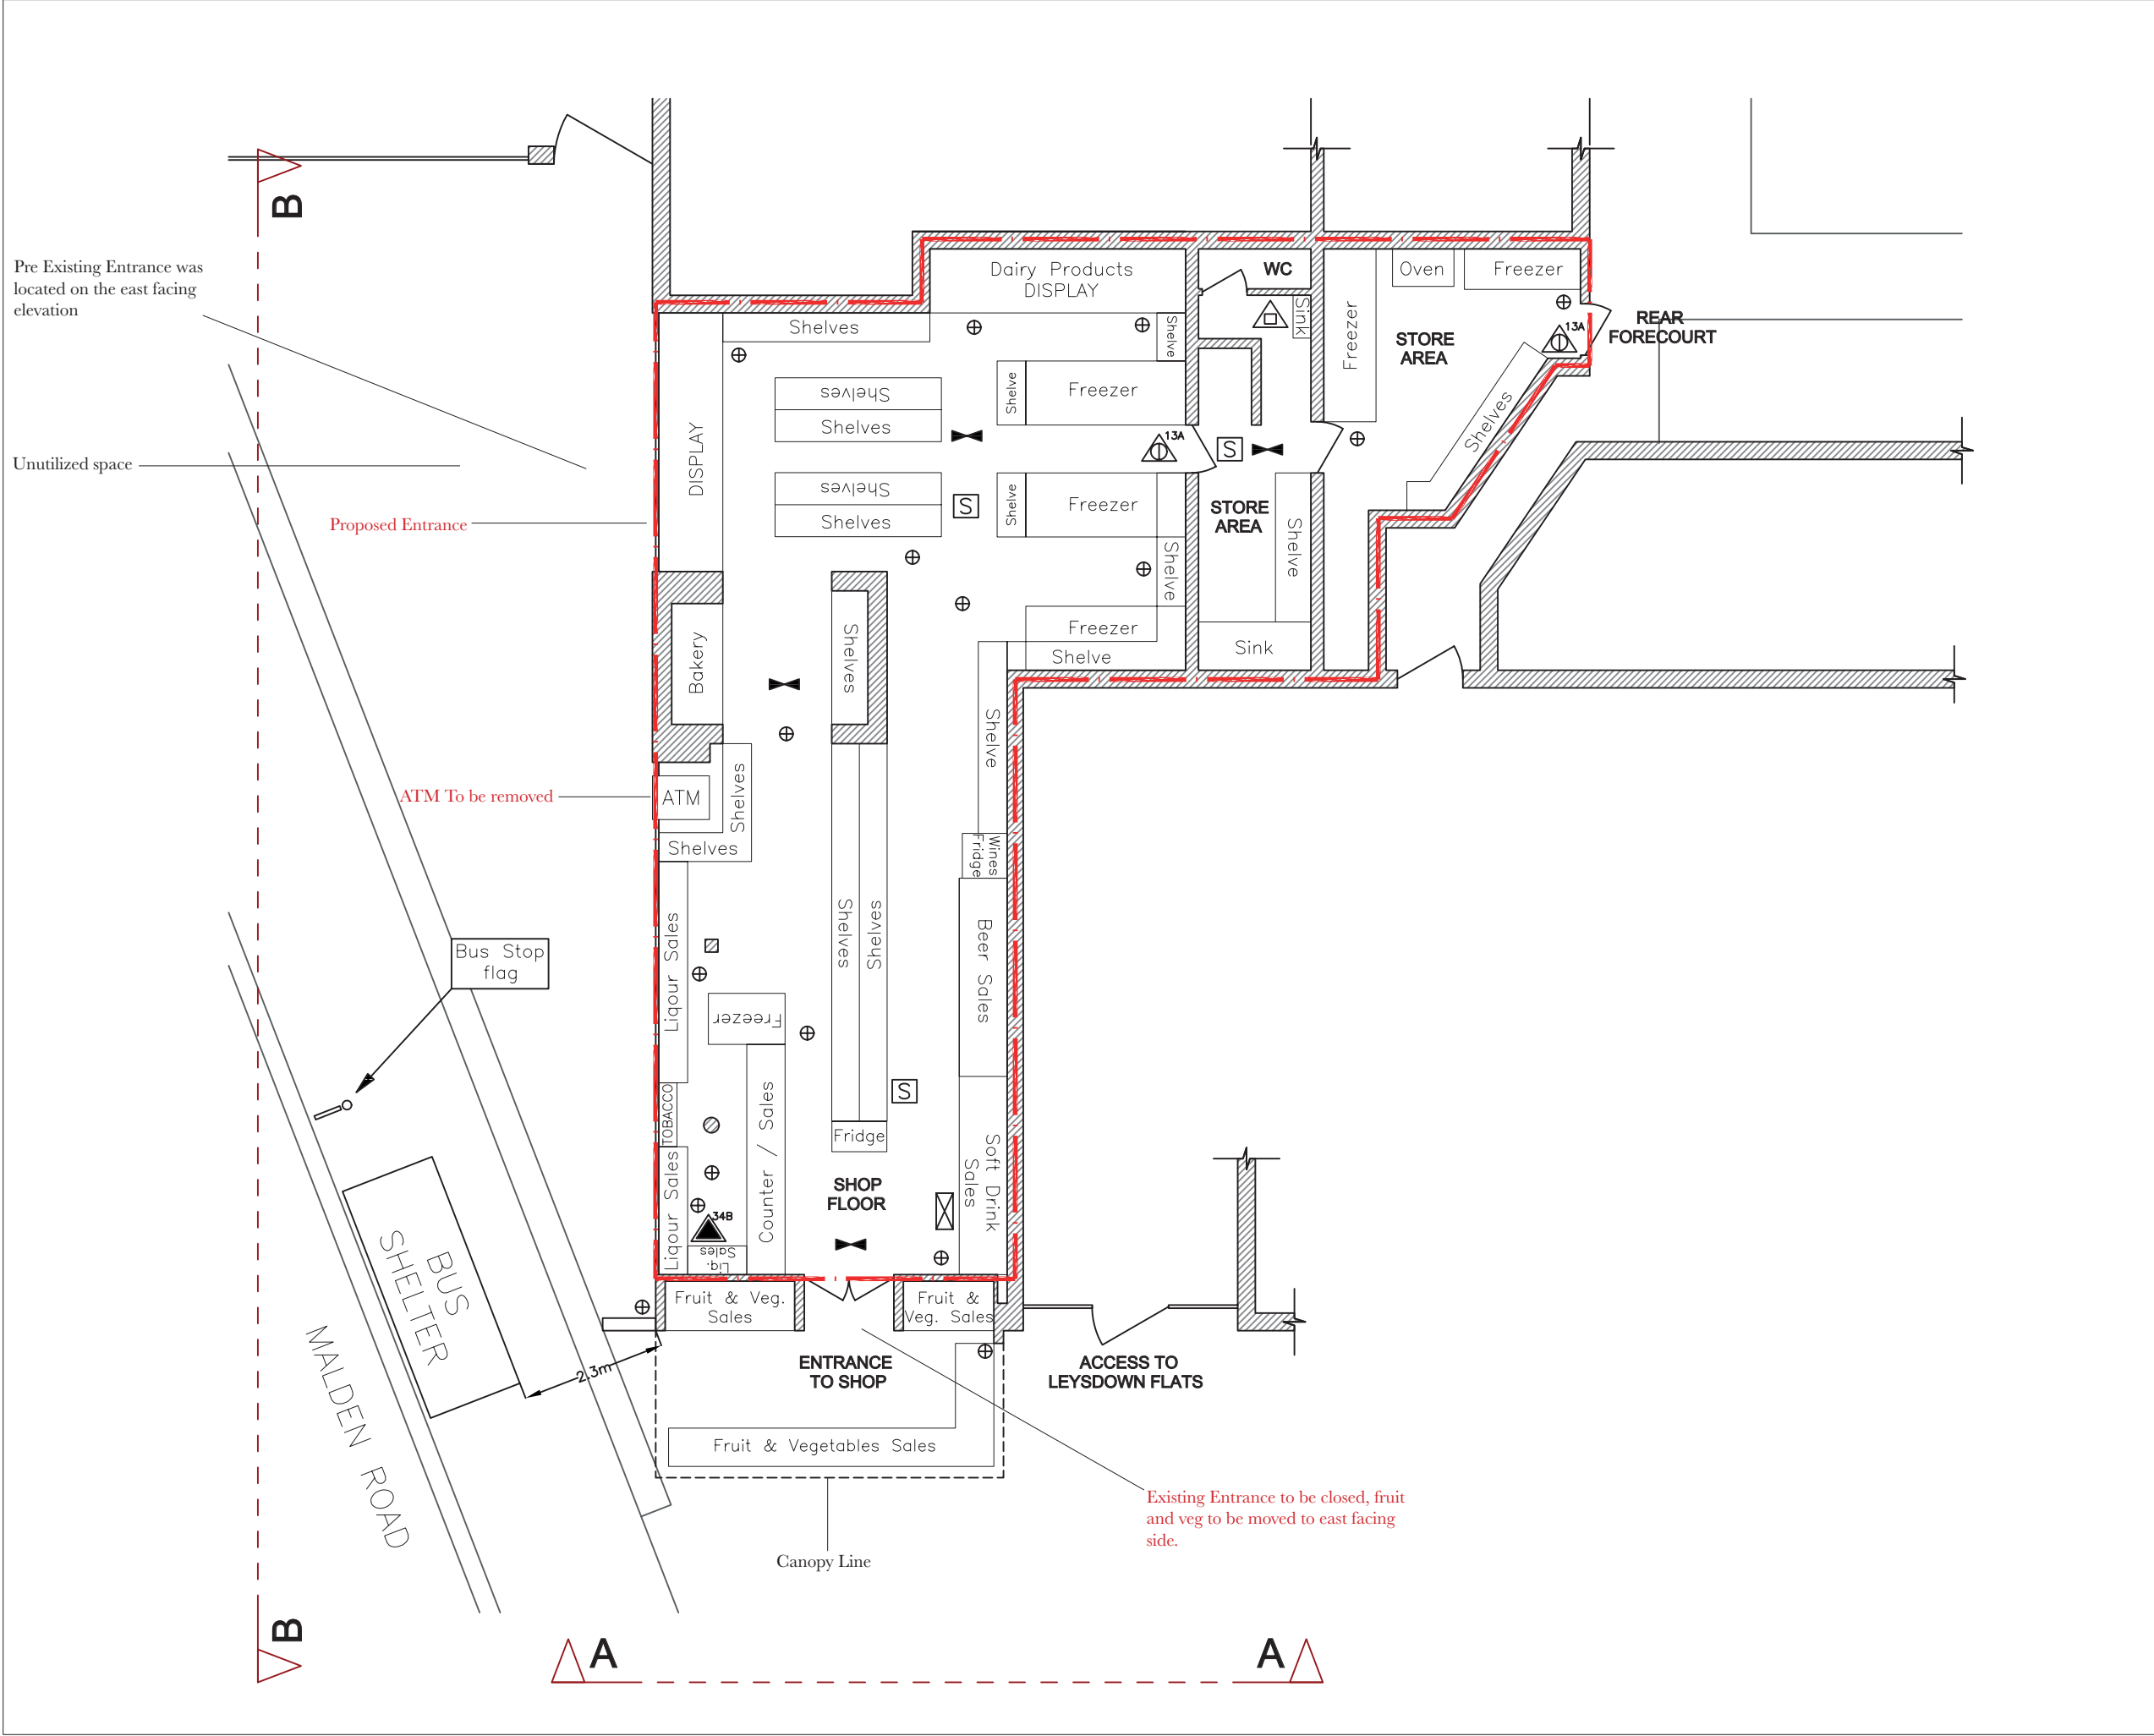 B
Pre Existing Entrance was
located on the east facing
elevation
Unutilized space
Proposed Entrance
ATM To be removed
Dairy Products
DISPLAY
WC
Sink
Oven
Freezer
Shelves
Shelve
Freezer
STORE
AREA
13A
REAR
FORECOURT
DISPLAY
Shelves
Shelves
Shelve
Freezer
13A
S
Shelves
Shelves
Shelves
S
Shelve
Freezer
STORE
AREA
Shelve
Shelve
Freezer
Shelve
Sink
Bakery
Shelves
Shelve
ATM
Shelves
Shelves
Wines
Fridge
Liqour Sales
Shelves
Shelves
Beer Sales
Bus Stop
flag
Freezer
S
TOBACCO
Counter / Sales
Fridge
Soft Drink
Sales
Liqour Sales
SHOP
FLOOR
34B
Liq.
Sales
BUS
SHELTER
MALDEN ROAD
2.3m
Fruit & Veg.
Sales
Fruit &
Veg. Sales
ENTRANCE
TO SHOP
ACCESS TO
LEYSDOWN FLATS
Fruit & Vegetables Sales
Existing Entrance to be closed, fruit
and veg to be moved to east facing
side.
Canopy Line
B
A
A